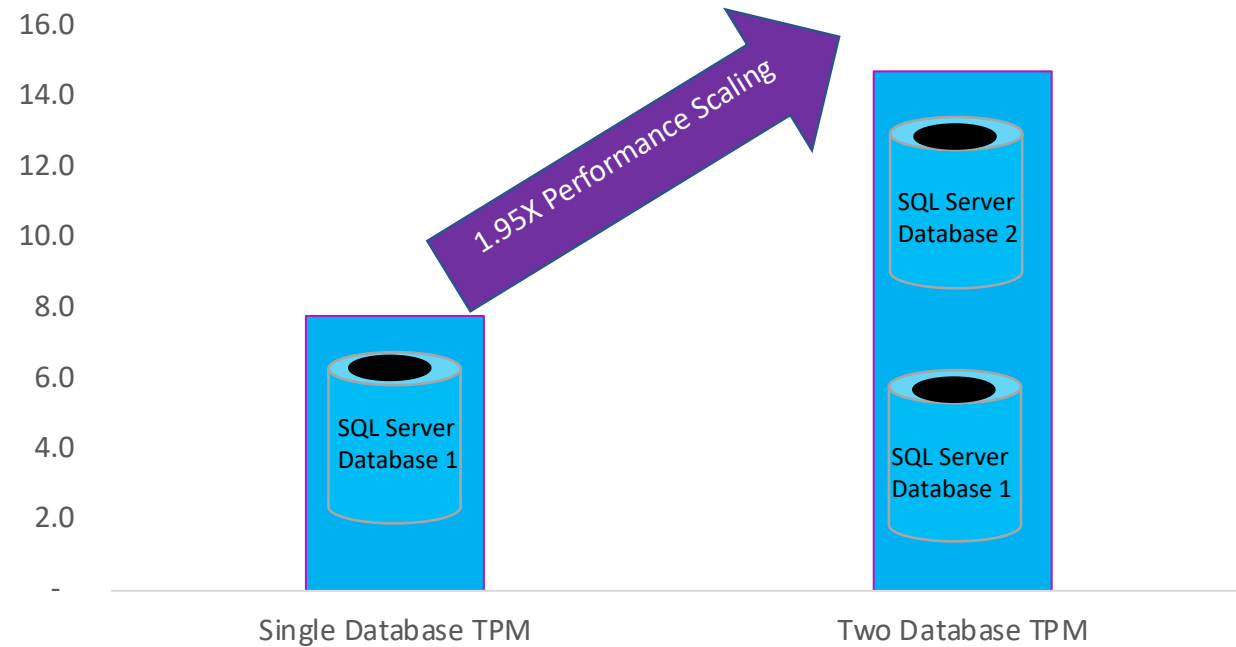 16.0
14.0
12.0
10.0
8.0
6.0
4.0
2.0
-
1.95X Performance Scaling
SQL Server
Database 1
SQL Server
Database 2
SQL Server
Database 1
Single Database TPM
Two Database TPM